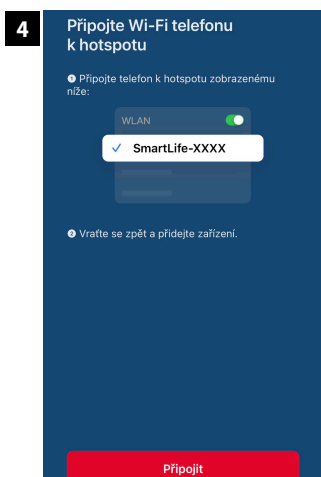 4
Připojte Wi-Fi telefonu
k hotspotu
❶ Připojte telefon k hotspotu zobrazenému
níže:
WLAN
✓ SmartLife-XXXX
❷ Vraťte se zpět a přidejte zařízení.
Připojit